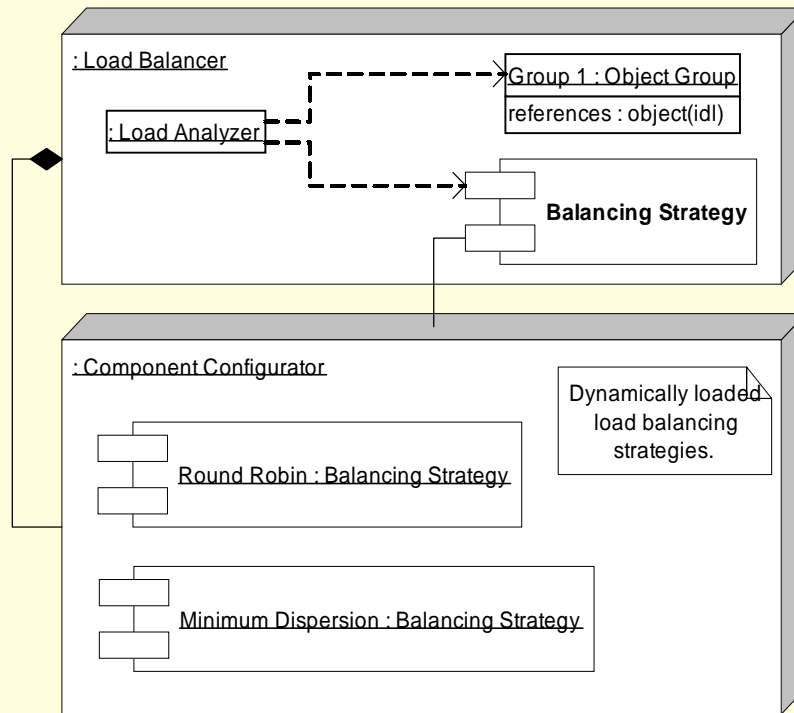 : Load Balancer
: Load Analyzer
Group 1 : Object Group
references : object(idl)
Balancing Strategy
: Component Configurator
Dynamically loaded
load balancing
strategies.
Round Robin : Balancing Strategy
Minimum Dispersion : Balancing Strategy